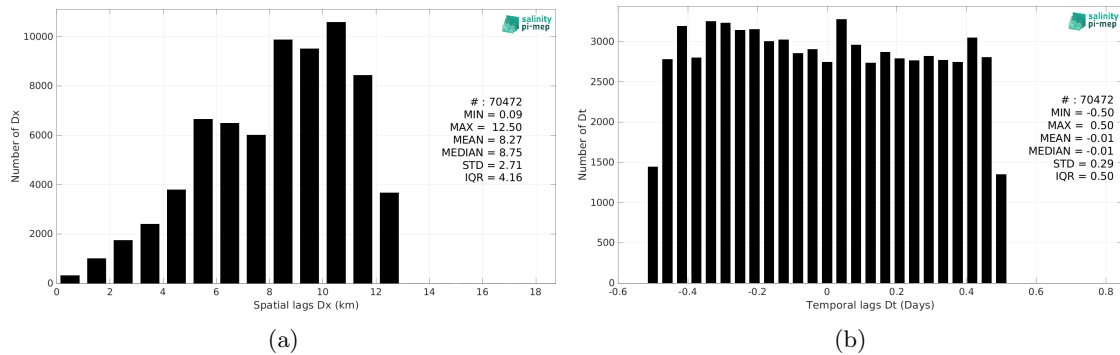 salinity
pi-mep
10000
8000
6000
4000
2000
0
Number of Dx
# : 70472
MIN = 0.09
MAX = 12.50
MEAN = 8.27
MEDIAN = 8.75
STD = 2.71
IQR = 4.16
0 2 4 6 8 10 12 14 16 18
Spatial lags Dx (km)
(a)
salinity
pi-mep
3000
2500
2000
1500
1000
500
0
Number of Dt
# : 70472
MIN = -0.50
MAX = 0.50
MEAN = -0.01
MEDIAN = -0.01
STD = 0.29
IQR = 0.50
-0.6 -0.4 -0.2 0 0.2 0.4 0.6 0.8
Temporal lags Dt (Days)
(b)